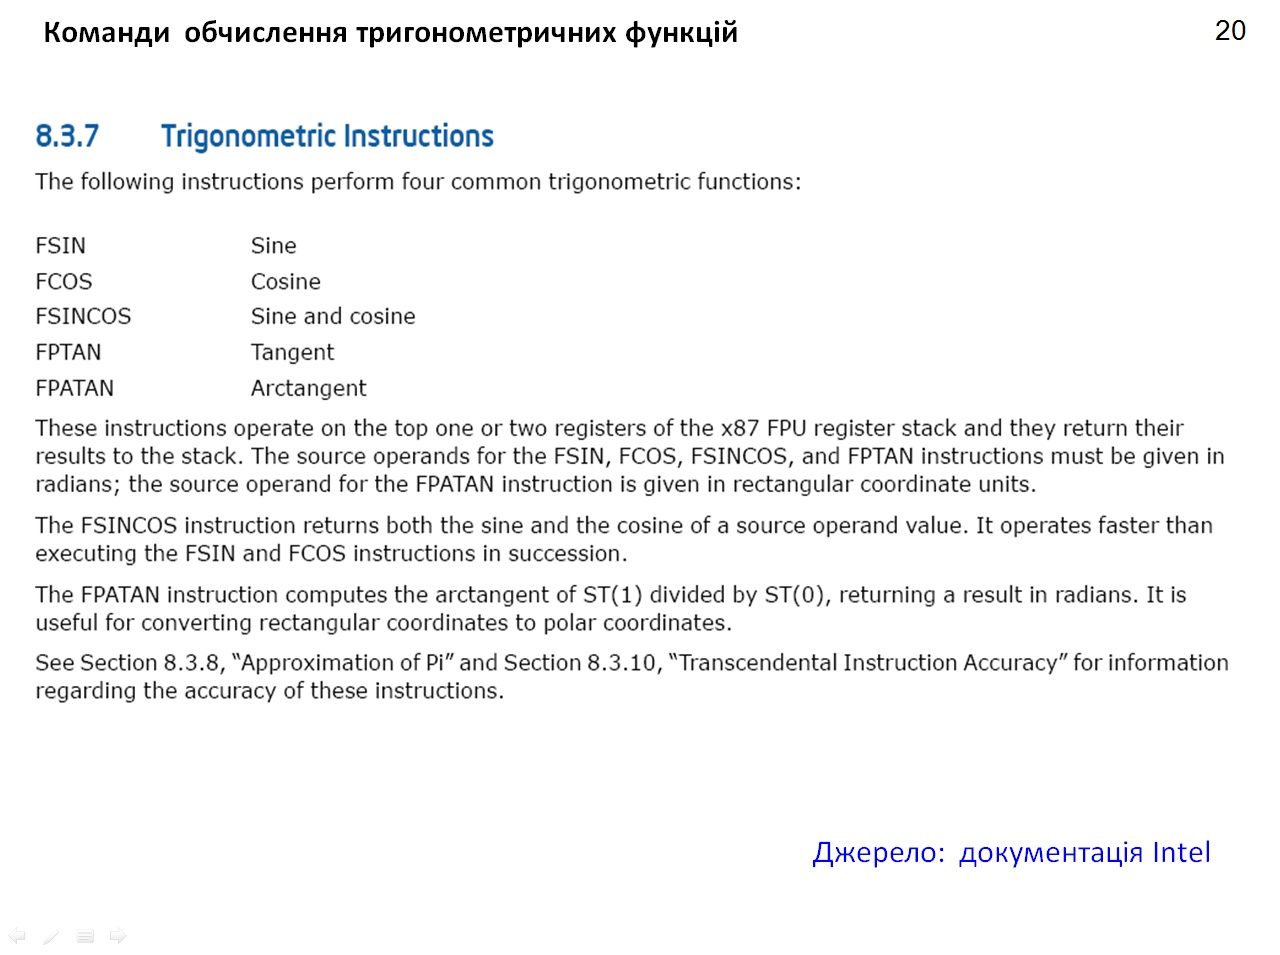 Команди обчислення тригонометричних функцій
20
8.3.7 Trigonometric Instructions
The following instructions perform four common trigonometric functions:
FSIN Sine
FCOS Cosine
FSINCOS Sine and cosine
FPTAN Tangent
FPATAN Arctangent
These instructions operate on the top one or two registers of the x87 FPU register stack and they return their
results to the stack. The source operands for the FSIN, FCOS, FSINCOS, and FPTAN instructions must be given in
radians; the source operand for the FPATAN instruction is given in rectangular coordinate units.
The FSINCOS instruction returns both the sine and the cosine of a source operand value. It operates faster than
executing the FSIN and FCOS instructions in succession.
The FPATAN instruction computes the arctangent of ST(1) divided by ST(0), returning a result in radians. It is
useful for converting rectangular coordinates to polar coordinates.
See Section 8.3.8, “Approximation of Pi” and Section 8.3.10, “Transcendental Instruction Accuracy” for information
regarding the accuracy of these instructions.
Джерело: документація Intel